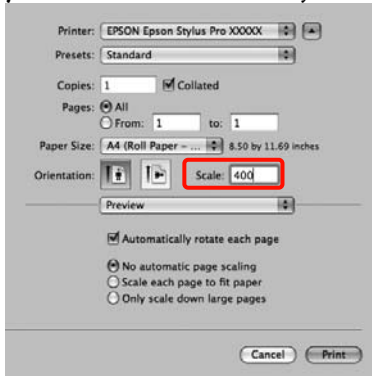 Printer: EPSON Epson Stylus Pro XXXXX
Presets: Standard
Copies: 1 Collated
Pages: All
From: 1 to: 1
Paper Size: A4 (Roll Paper – ... 8.50 by 11.69 inches
Orientation: Scale: 400
Preview
Automatically rotate each page
No automatic page scaling
Scale each page to fit paper
Only scale down large pages
Cancel Print